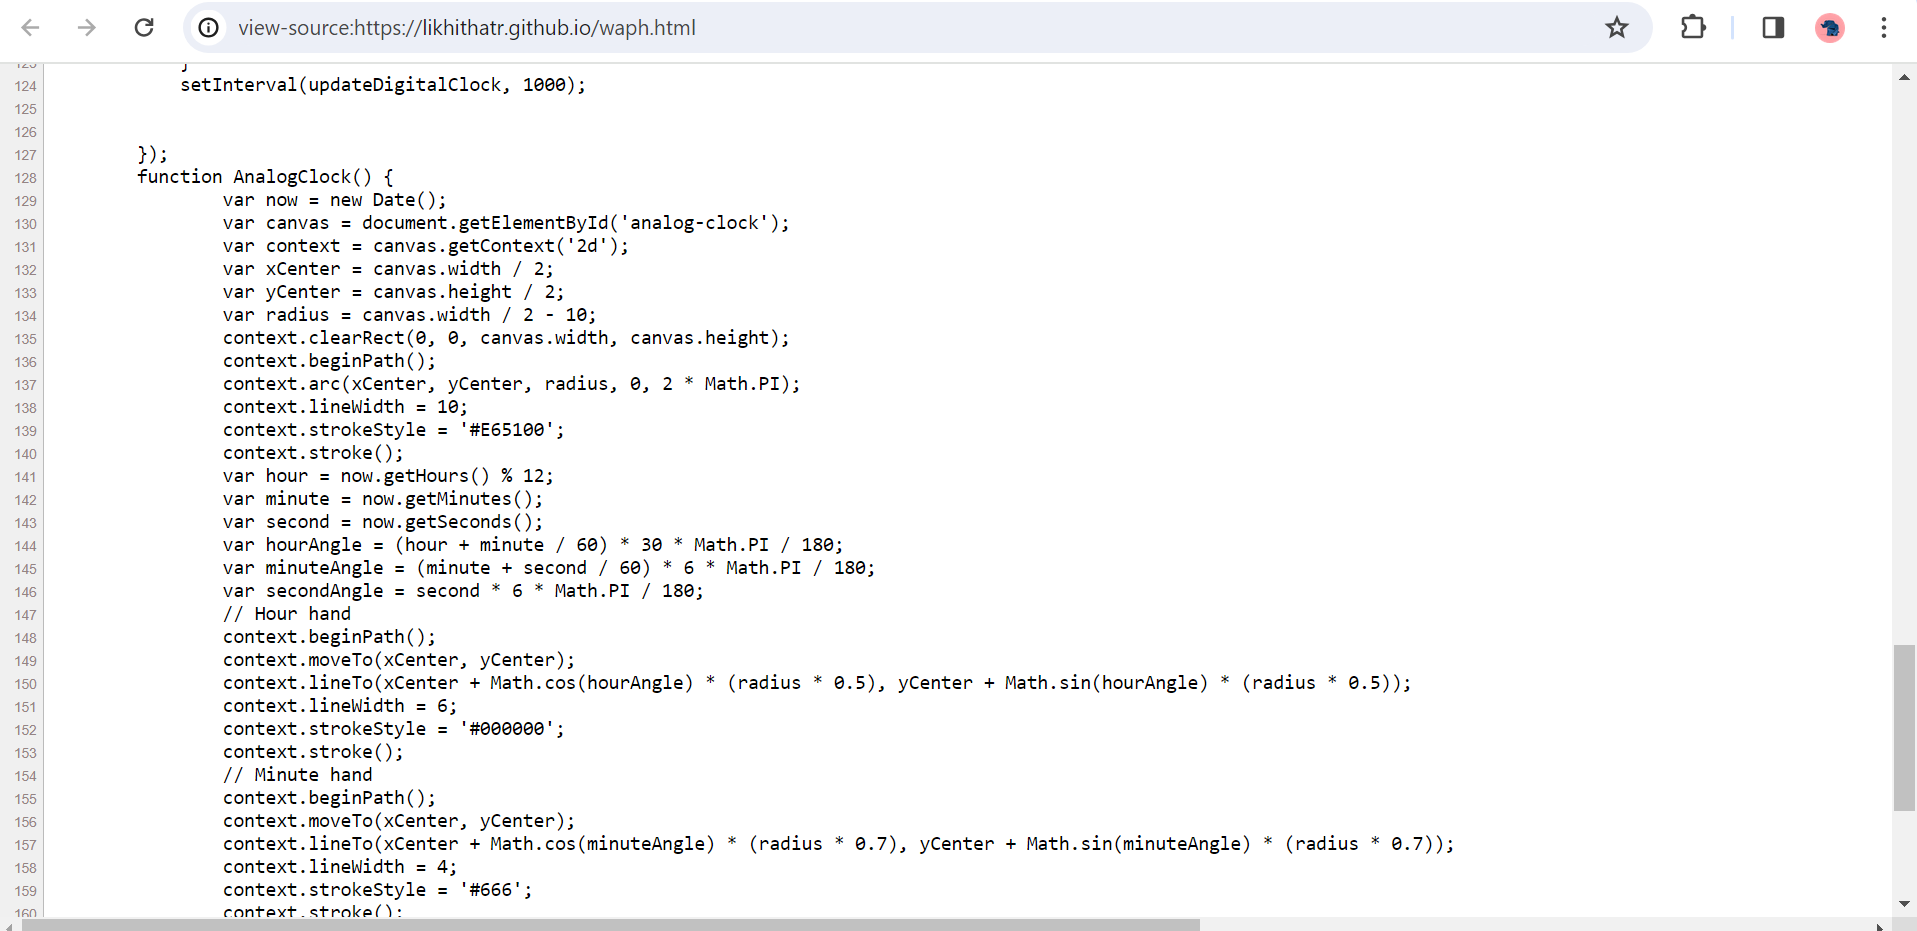 view-source:https://likhithatr.github.io/waph.html
123 }
124 setInterval(updateDigitalClock, 1000);
125
126
127 });
128 function AnalogClock() {
129 var now = new Date();
130 var canvas = document.getElementById('analog-clock');
131 var context = canvas.getContext('2d');
132 var xCenter = canvas.width / 2;
133 var yCenter = canvas.height / 2;
134 var radius = canvas.width / 2 - 10;
135 context.clearRect(0, 0, canvas.width, canvas.height);
136 context.beginPath();
137 context.arc(xCenter, yCenter, radius, 0, 2 * Math.PI);
138 context.lineWidth = 10;
139 context.strokeStyle = '#E65100';
140 context.stroke();
141 var hour = now.getHours() % 12;
142 var minute = now.getMinutes();
143 var second = now.getSeconds();
144 var hourAngle = (hour + minute / 60) * 30 * Math.PI / 180;
145 var minuteAngle = (minute + second / 60) * 6 * Math.PI / 180;
146 var secondAngle = second * 6 * Math.PI / 180;
147 // Hour hand
148 context.beginPath();
149 context.moveTo(xCenter, yCenter);
150 context.lineTo(xCenter + Math.cos(hourAngle) * (radius * 0.5), yCenter + Math.sin(hourAngle) * (radius * 0.5));
151 context.lineWidth = 6;
152 context.strokeStyle = '#000000';
153 context.stroke();
154 // Minute hand
155 context.beginPath();
156 context.moveTo(xCenter, yCenter);
157 context.lineTo(xCenter + Math.cos(minuteAngle) * (radius * 0.7), yCenter + Math.sin(minuteAngle) * (radius * 0.7));
158 context.lineWidth = 4;
159 context.strokeStyle = '#666';
160 context.stroke();